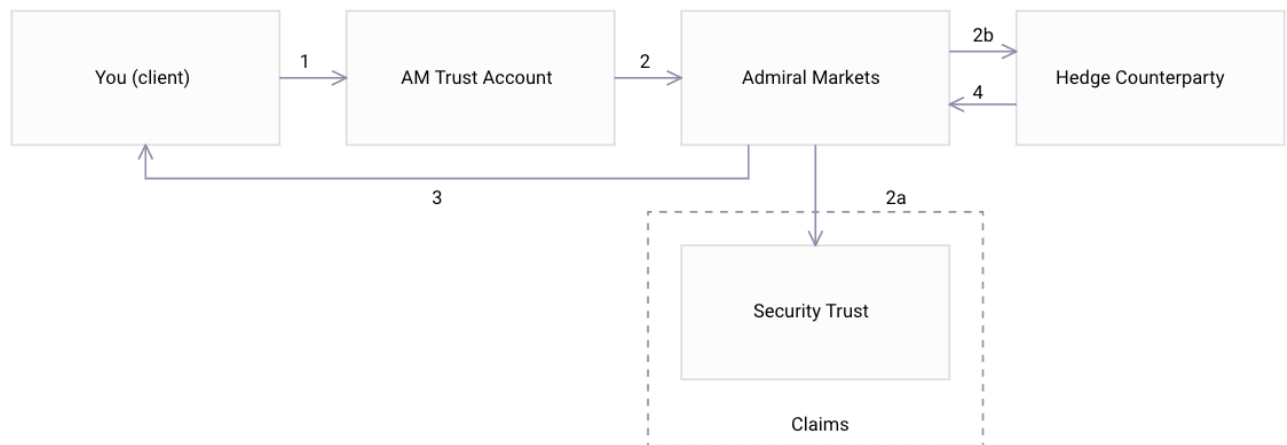 You (client)
1
AM Trust Account
2
Admiral Markets
2b
4
Hedge Counterparty
3
2a
Security Trust
Claims